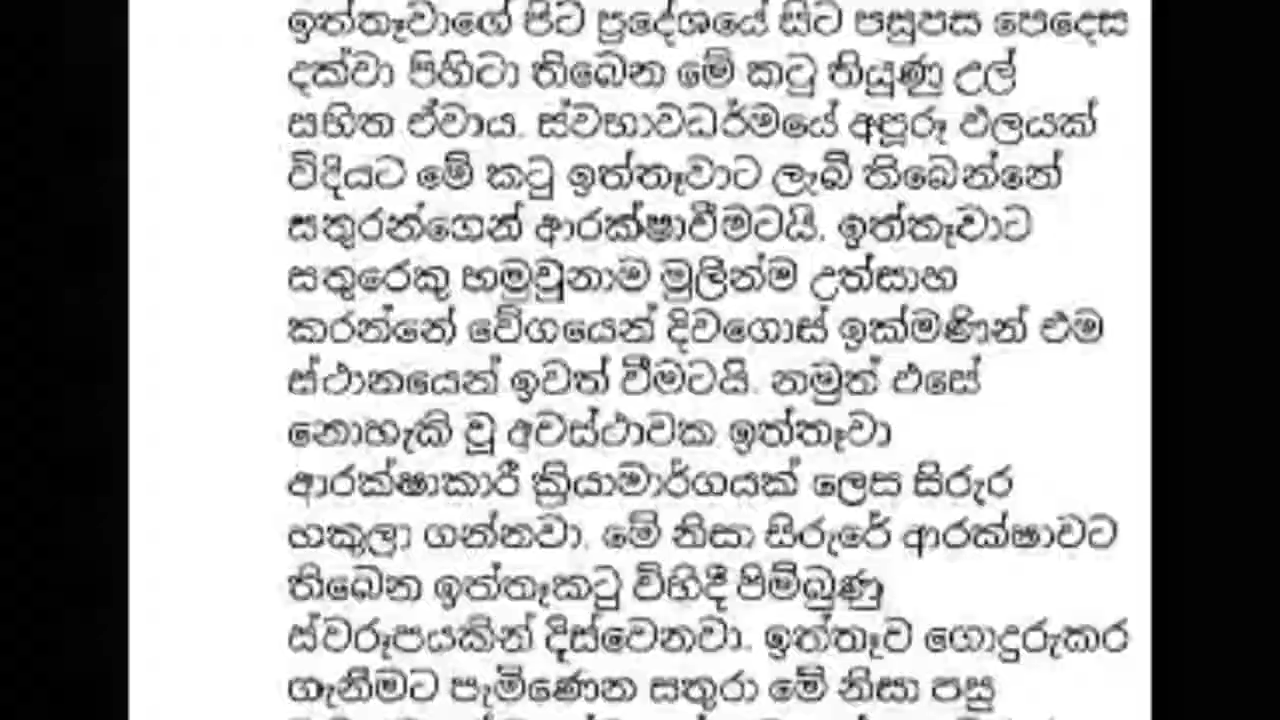 ඉත්තෑවාගේ පිට ප්‍රදේශයේ සිට පසුපස පෙදෙස
දක්වා පිහිටා තිබෙන මේ කටු තියුණු උල්
සහිත ඒවාය. ස්වභාවධර්මයේ අපූරූ ඵලයක්
විදියට මේ කටු ඉත්තෑවාට ලැබී තිබෙන්නේ
සතුරන්ගෙන් ආරක්ෂාවීමටයි. ඉත්තෑවාට
සතුරෙකු හමුවුනාම මුලින්ම උත්සාහ
කරන්නේ වේගයෙන් දිවගොස් ඉක්මණින් එම
ස්ථානයෙන් ඉවත් වීමටයි. නමුත් එසේ
නොහැකි වූ අවස්ථාවක ඉත්තෑවා
ආරක්ෂාකාරී ක්‍රියාමාර්ගයක් ලෙස සිරුර
හකුලා ගන්නවා. මේ නිසා සිරුරේ ආරක්ෂාවට
තිබෙන ඉත්තෑකටු විහිදී පිම්බුණු
ස්වරූපයකින් දිස්වෙනවා. ඉත්තෑව ගොදුරුකර
ගැනීමට පැමිණෙන සතුරා මේ නිසා පසු